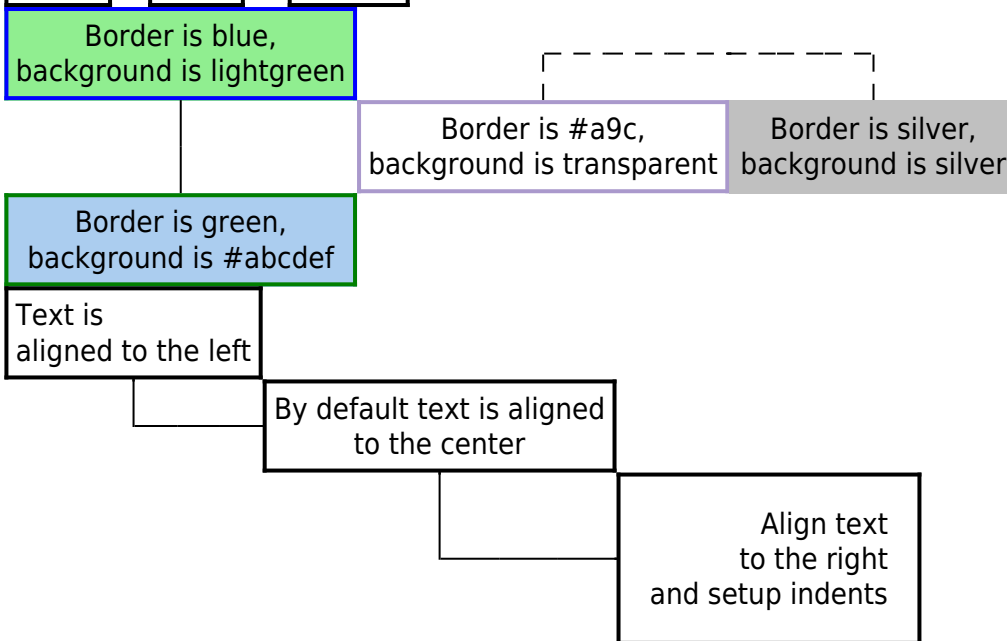 Border is blue,
background is lightgreen
Border is #a9c,
background is transparent
Border is silver,
background is silver
Border is green,
background is #abcdef
Text is
aligned to the left
By default text is aligned
to the center
Align text
to the right
and setup indents